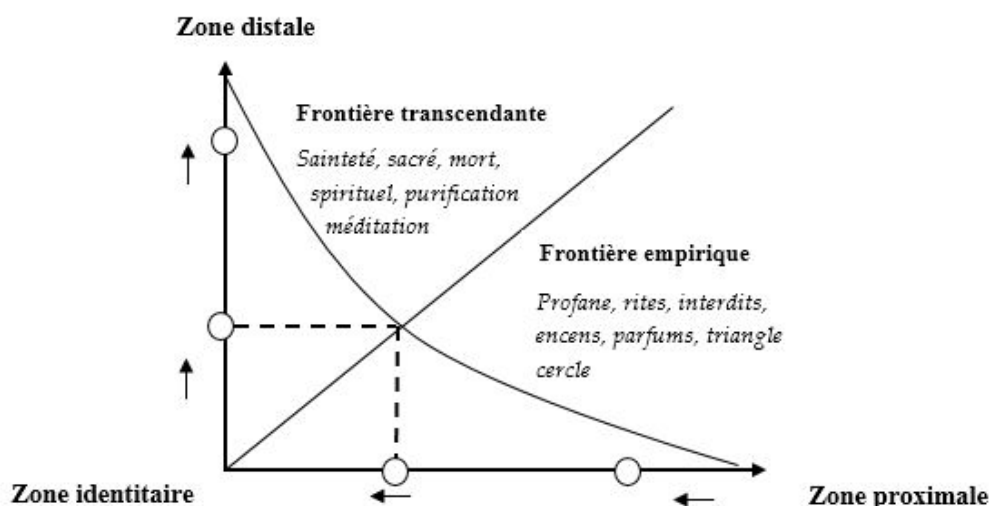 Zone distale
Frontière transcendante
Sainteté, sacré, mort,
spirituel, purification
méditation
Frontière empirique
Profane, rites, interdits,
encens, parfums, triangle
cercle
Zone identitaire
Zone proximale